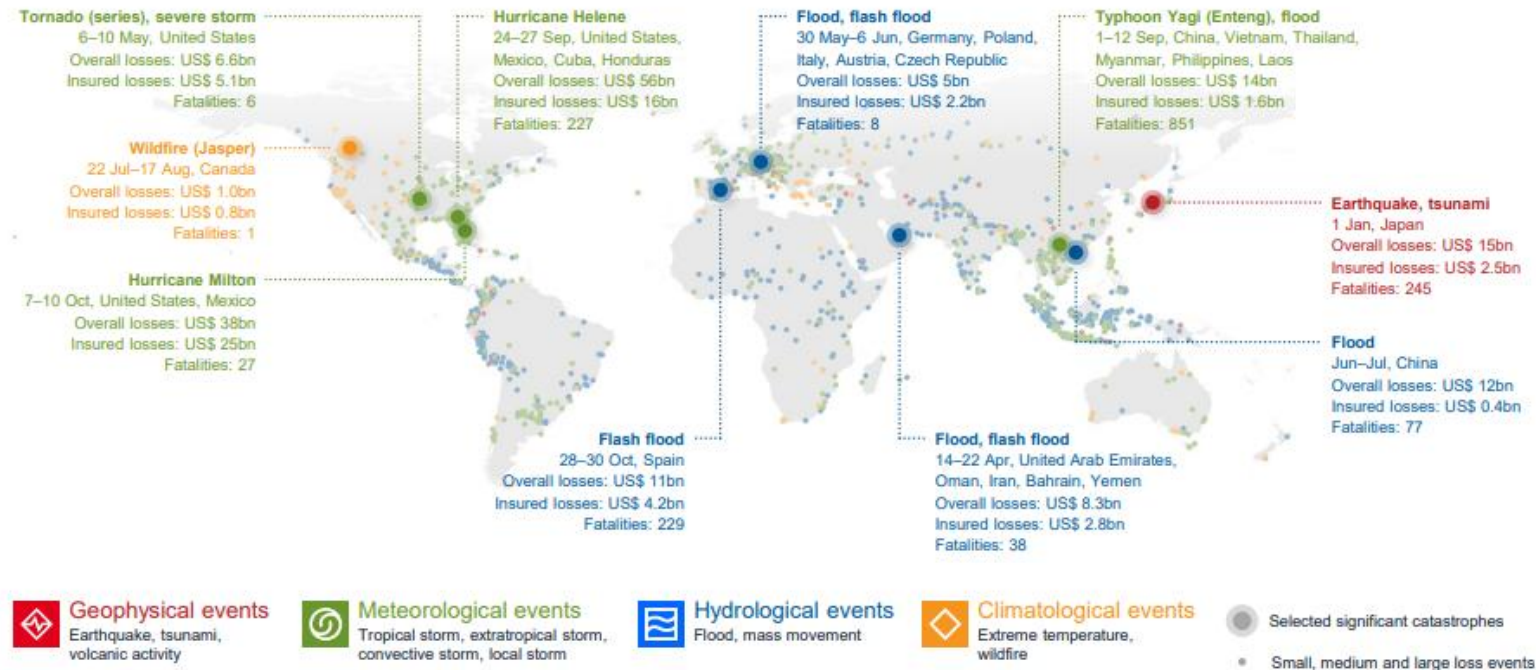 Tornado (series), severe storm
6–10 May, United States
Overall losses: US$ 6.6bn
Insured losses: US$ 5.1bn
Fatalities: 6
Hurricane Helene
24–27 Sep, United States,
Mexico, Cuba, Honduras
Overall losses: US$ 56bn
Insured losses: US$ 16bn
Fatalities: 227
Flood, flash flood
30 May–6 Jun, Germany, Poland,
Italy, Austria, Czech Republic
Overall losses: US$ 5bn
Insured losses: US$ 2.2bn
Fatalities: 8
Typhoon Yagi (Enteng), flood
1–12 Sep, China, Vietnam, Thailand,
Myanmar, Philippines, Laos
Overall losses: US$ 14bn
Insured losses: US$ 1.6bn
Fatalities: 851
Wildfire (Jasper)
22 Jul–17 Aug, Canada
Overall losses: US$ 1.0bn
Insured losses: US$ 0.8bn
Fatalities: 1
Earthquake, tsunami
1 Jan, Japan
Overall losses: US$ 15bn
Insured losses: US$ 2.5bn
Fatalities: 245
Hurricane Milton
7–10 Oct, United States, Mexico
Overall losses: US$ 38bn
Insured losses: US$ 25bn
Fatalities: 27
Flood
Jun–Jul, China
Overall losses: US$ 12bn
Insured losses: US$ 0.4bn
Fatalities: 77
Flash flood
28–30 Oct, Spain
Overall losses: US$ 11bn
Insured losses: US$ 4.2bn
Fatalities: 229
Flood, flash flood
14–22 Apr, United Arab Emirates,
Oman, Iran, Bahrain, Yemen
Overall losses: US$ 8.3bn
Insured losses: US$ 2.8bn
Fatalities: 38
Geophysical events
Earthquake, tsunami,
volcanic activity
Meteorological events
Tropical storm, extratropical storm,
convective storm, local storm
Hydrological events
Flood, mass movement
Climatological events
Extreme temperature,
wildfire
Selected significant catastrophes
Small, medium and large loss events